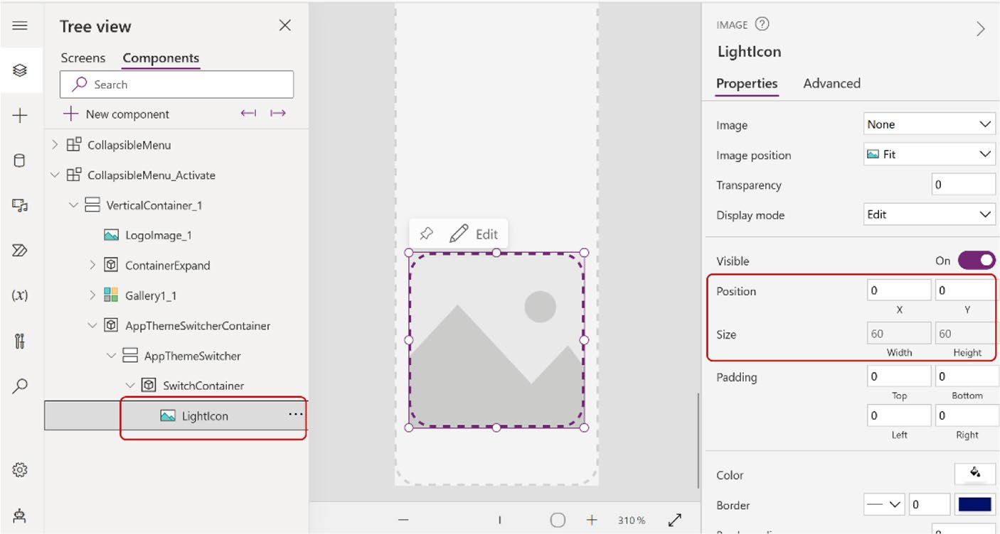 Tree view
Screens Components
Search
New component
CollapsibleMenu
CollapsibleMenu_Activate
VerticalContainer_1
LogoImage_1
ContainerExpand
Gallery1_1
AppThemeSwitcherContainer
AppThemeSwitcher
SwitchContainer
LightIcon ...
Edit
310 %
IMAGE ?
LightIcon
Properties Advanced
Image None
Image position Fit
Transparency 0
Display mode Edit
Visible On
Position 0 0
X Y
Size 60 60
Width Height
Padding 0 0
Top Bottom
0 0
Left Right
Color
Border 0